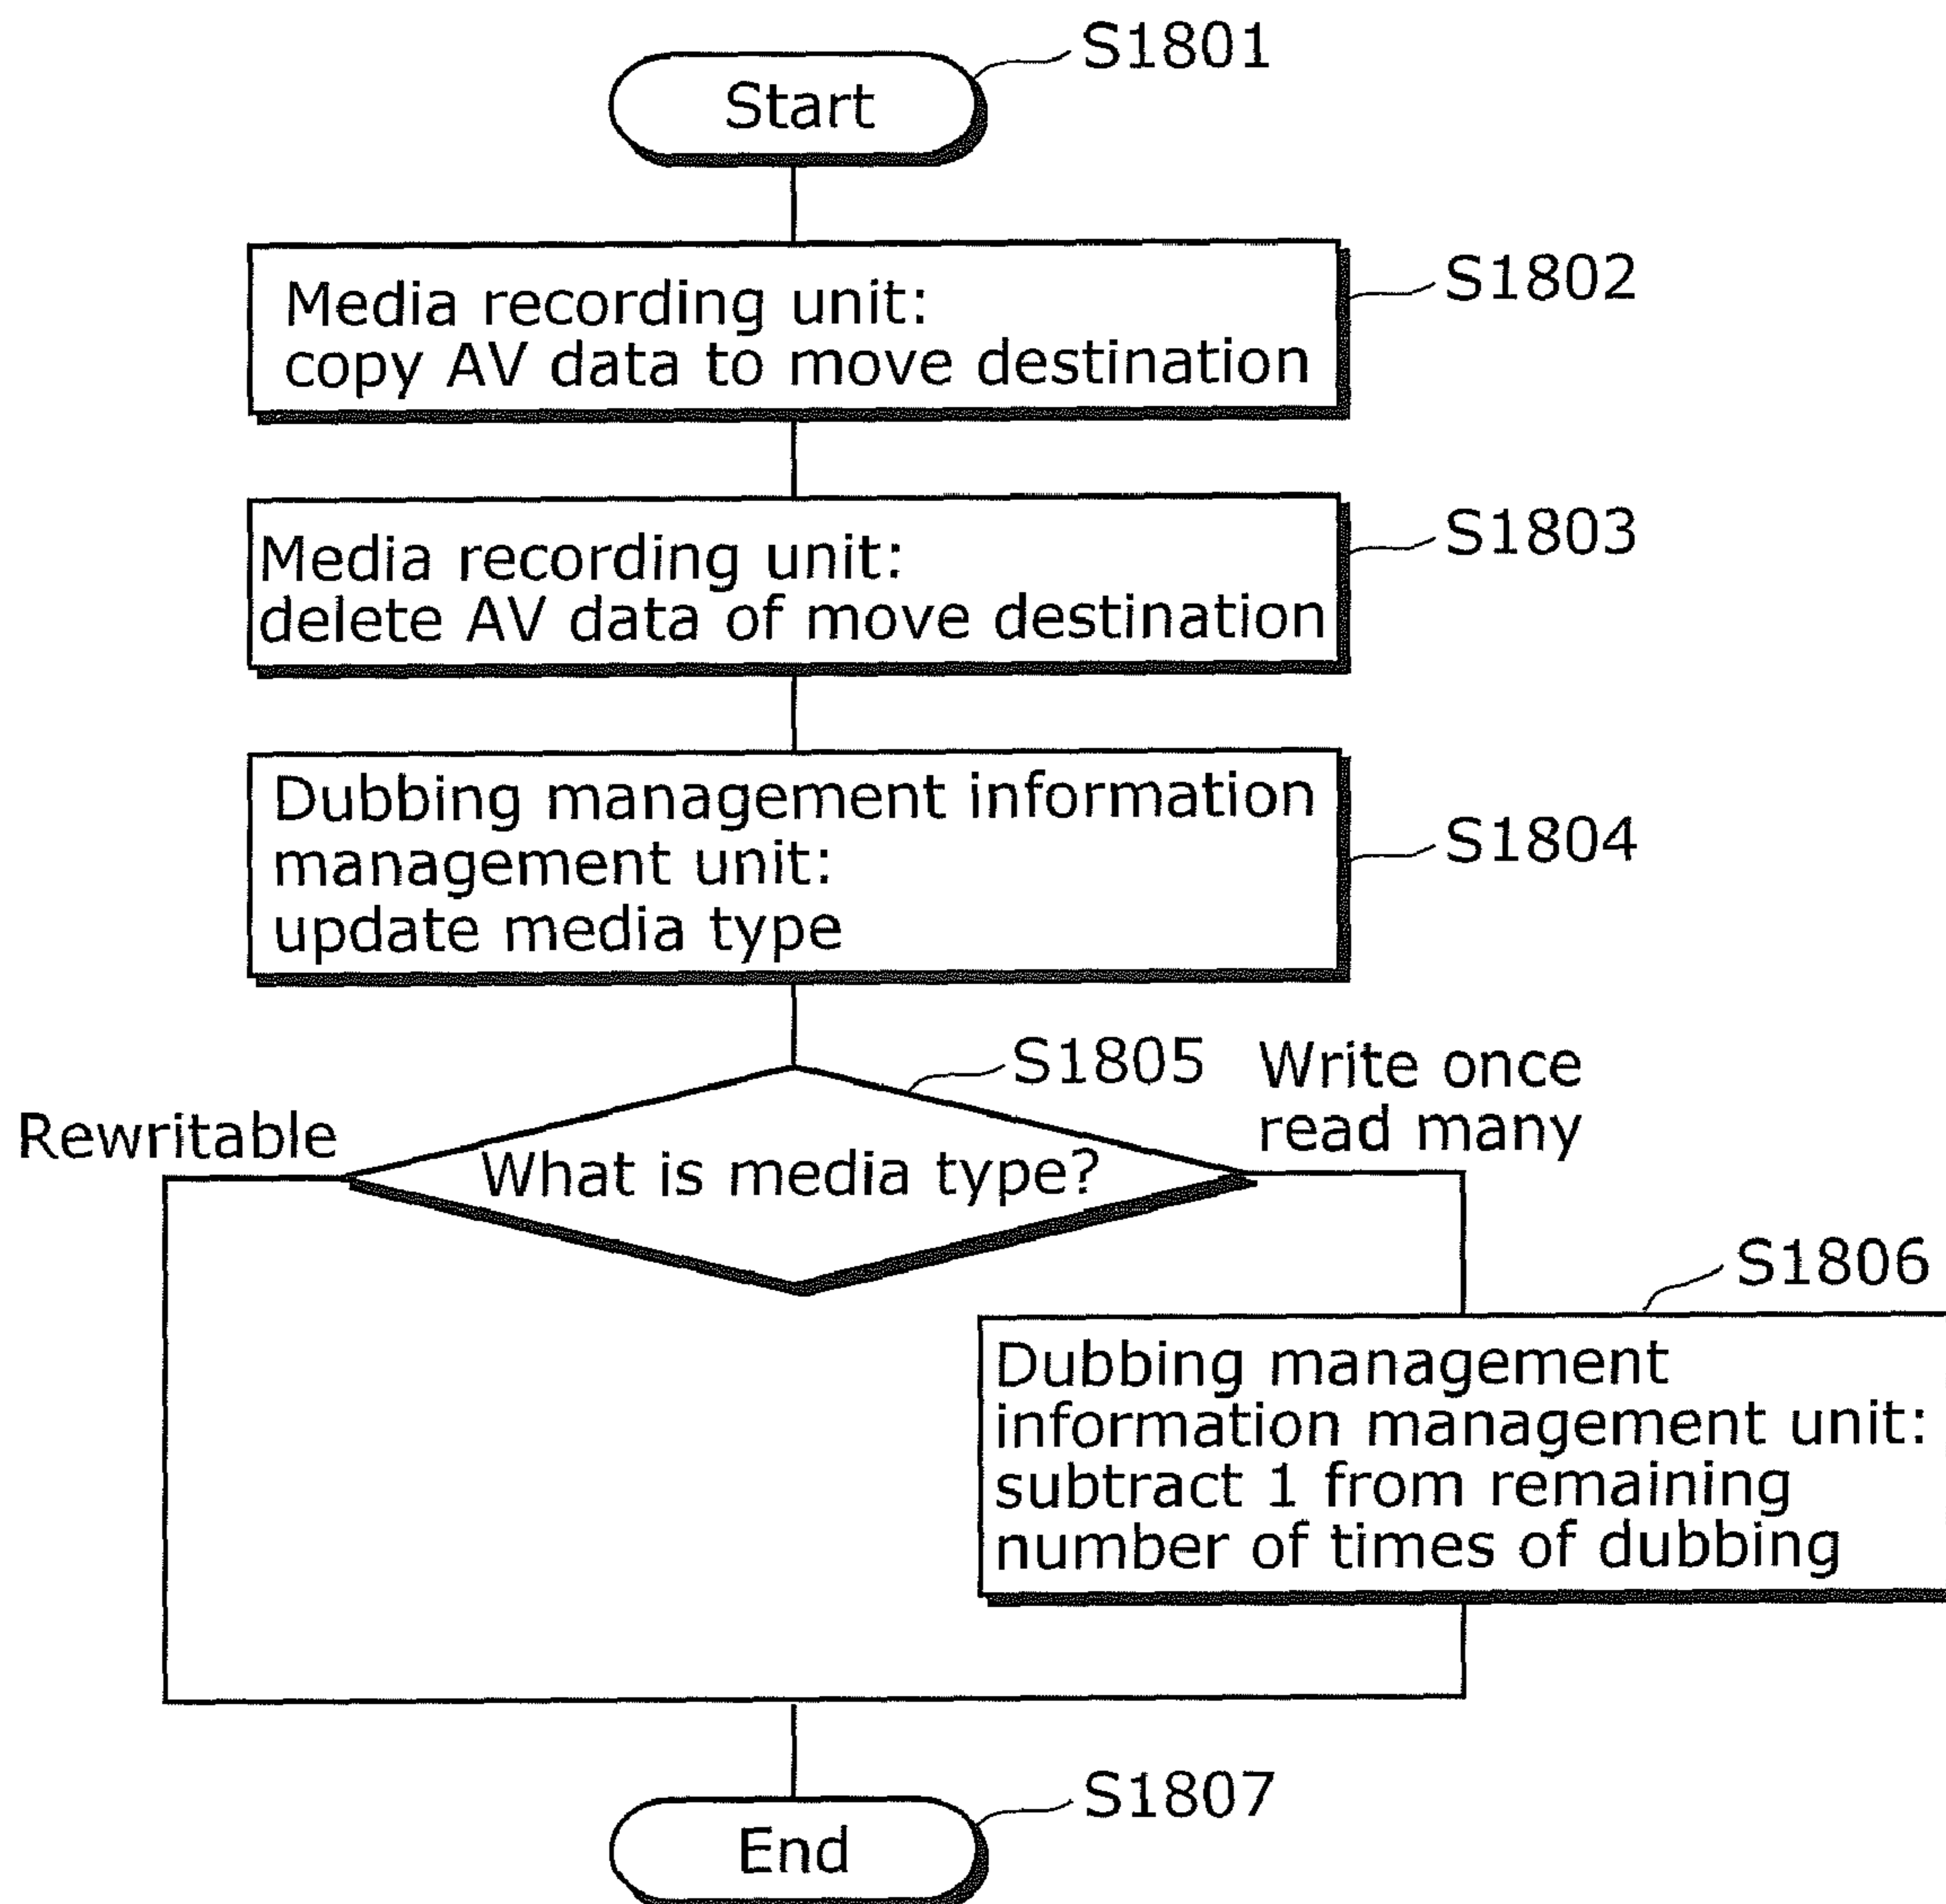 S1801
Start
S1802
Media recording unit:
copy AV data to move destination
S1803
Media recording unit:
delete AV data of move destination
S1804
Dubbing management information
management unit:
update media type
S1805
Rewritable
What is media type?
Write once
read many
S1806
Dubbing management
information management unit:
subtract 1 from remaining
number of times of dubbing
S1807
End